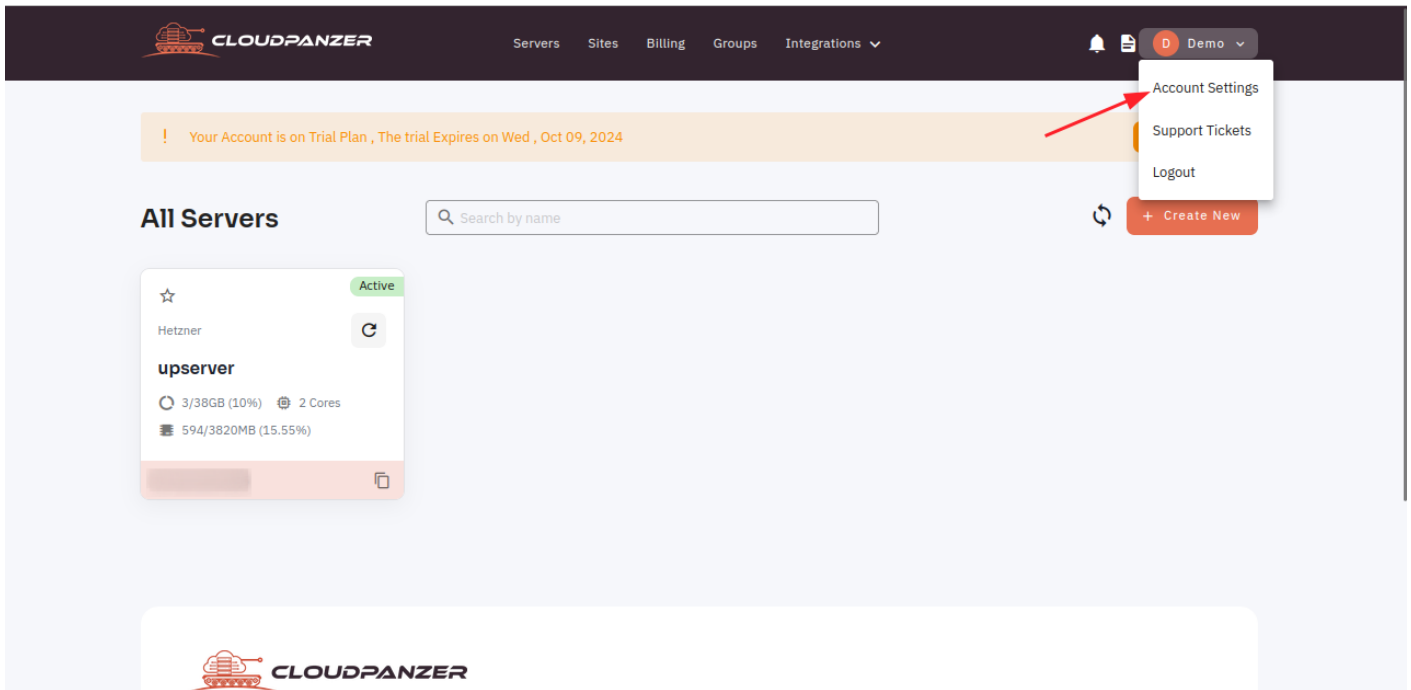 CLOUDPANZER
Servers Sites Billing Groups Integrations
D Demo
Account Settings
Support Tickets
Logout
! Your Account is on Trial Plan , The trial Expires on Wed , Oct 09, 2024
All Servers
Search by name
+ Create New
Active
Hetzner
upserver
3/38GB (10%) 2 Cores
594/3820MB (15.55%)
CLOUDPANZER